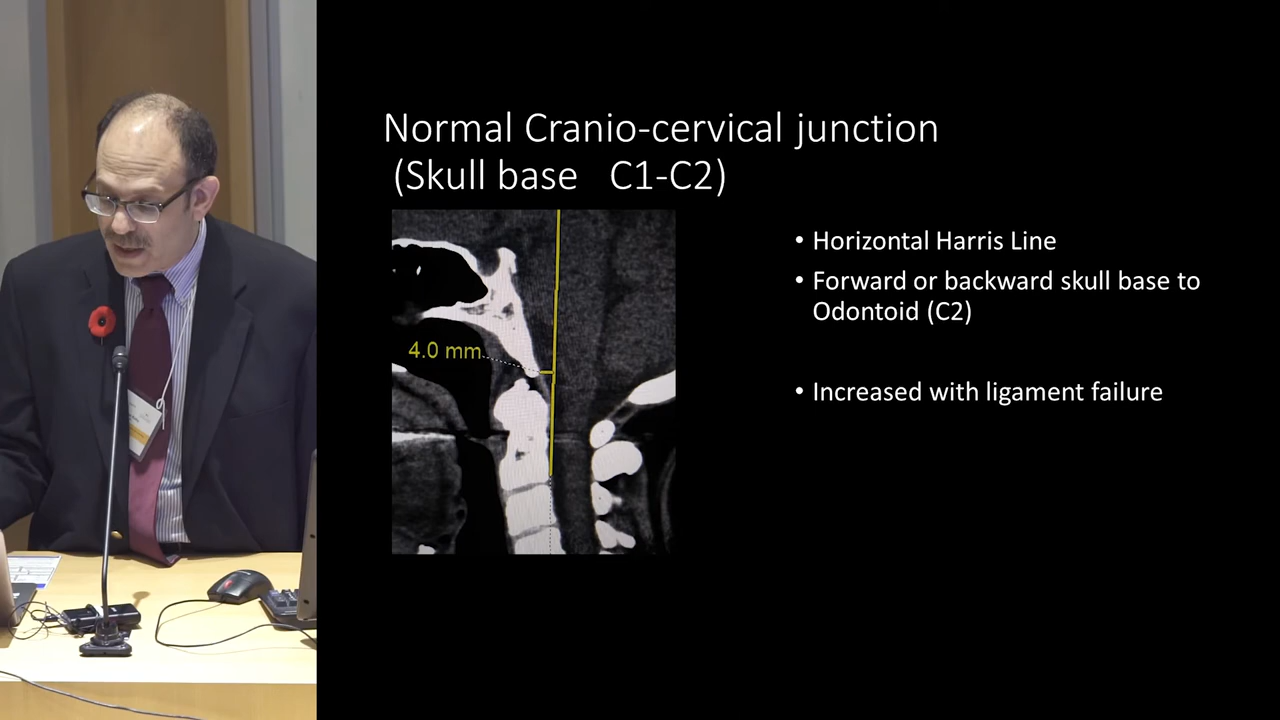 Normal Cranio-cervical junction
(Skull base C1-C2)
4.0 mm
• Horizontal Harris Line
• Forward or backward skull base to
Odontoid (C2)
• Increased with ligament failure